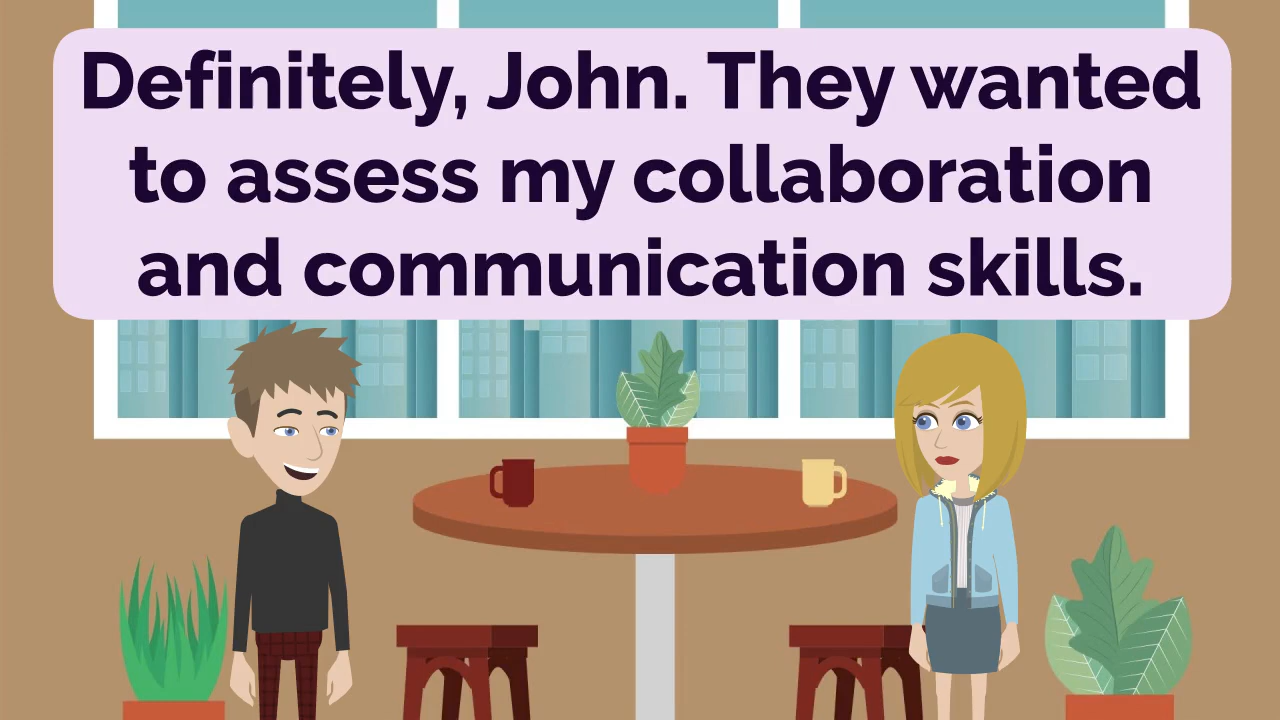 Definitely, John. They wanted
to assess my collaboration
and communication skills.